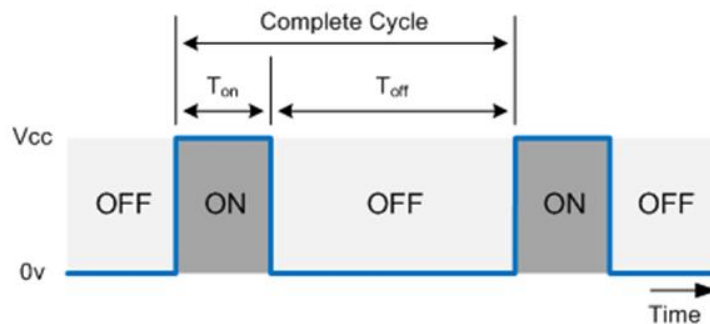 Complete Cycle
Ton
Toff
Vcc
OFF
ON
OFF
ON
OFF
0v
Time